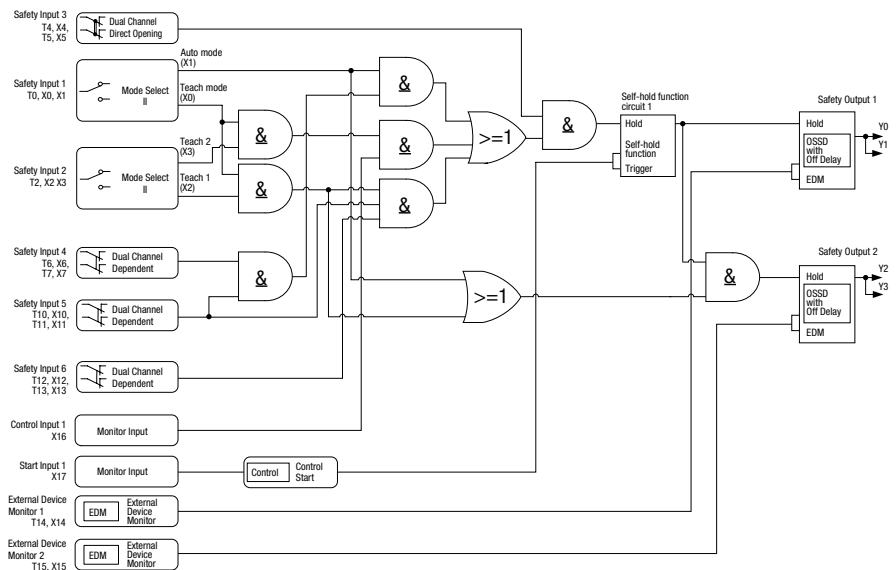 Safety Input 3
T4, X4,
T5, X5
Dual Channel
Direct Opening
Safety Input 1
T0, X0, X1
Mode Select
II
Auto mode
(X1)
Teach mode
(X0)
Safety Input 2
T2, X2 X3
Mode Select
II
Teach 2
(X3)
Teach 1
(X2)
Safety Input 4
T6, X6,
T7, X7
Dual Channel
Dependent
Safety Input 5
T10, X10,
T11, X11
Dual Channel
Dependent
Safety Input 6
T12, X12,
T13, X13
Dual Channel
Dependent
Control Input 1
X16
Monitor Input
Start Input 1
X17
Monitor Input
Control
Control
Start
External Device
Monitor 1
T14, X14
EDM
External
Device
Monitor
External Device
Monitor 2
T15, X15
EDM
External
Device
Monitor
&
&
&
&
&
&
>=1
>=1
&
Self-hold function
circuit 1
Hold
Self-hold
function
Trigger
&
Safety Output 1
Hold
OSSD
with
Off Delay
EDM
Y0
Y1
Safety Output 2
Hold
OSSD
with
Off Delay
EDM
Y2
Y3